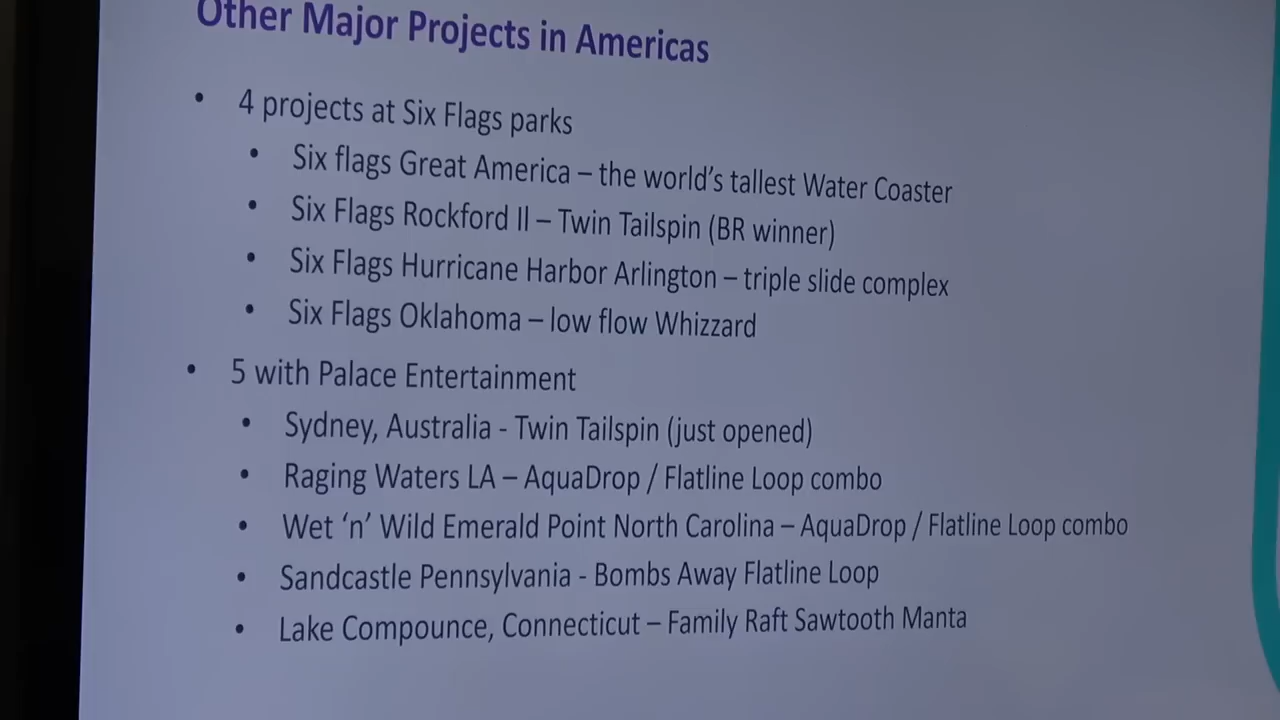 Other Major Projects in Americas
• 4 projects at Six Flags parks
• Six flags Great America – the world's tallest Water Coaster
• Six Flags Rockford Il – Twin Tailspin (BR winner)
• Six Flags Hurricane Harbor Arlington – triple slide complex
• Six Flags Oklahoma – low flow Whizzard
• 5 with Palace Entertainment
• Sydney, Australia - Twin Tailspin (just opened)
• Raging Waters LA – AquaDrop / Flatline Loop combo
• Wet 'n' Wild Emerald Point North Carolina – AquaDrop / Flatline Loop combo
• Sandcastle Pennsylvania - Bombs Away Flatline Loop
• Lake Compounce, Connecticut – Family Raft Sawtooth Manta